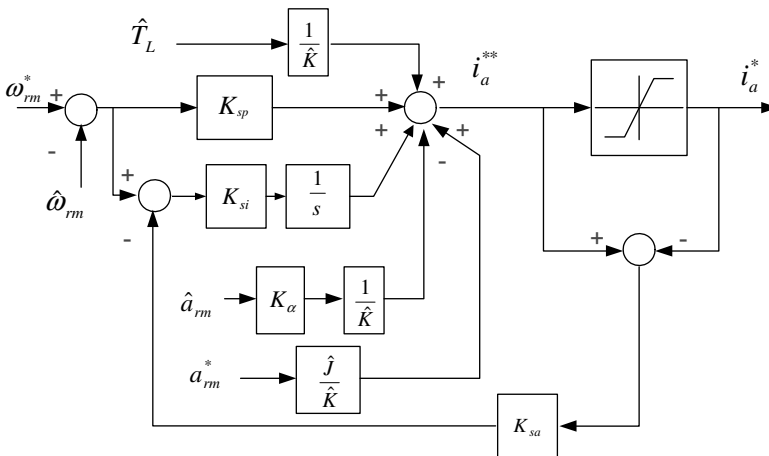 T̂_L
1/K̂
i_a^**
i_a^*
ω_rm^*
+
-
K_sp
+
+
+
+
-
ω̂_rm
+
-
K_si
1/s
+
-
â_rm
K_α
1/K̂
a_rm^*
Ĵ/K̂
K_sa